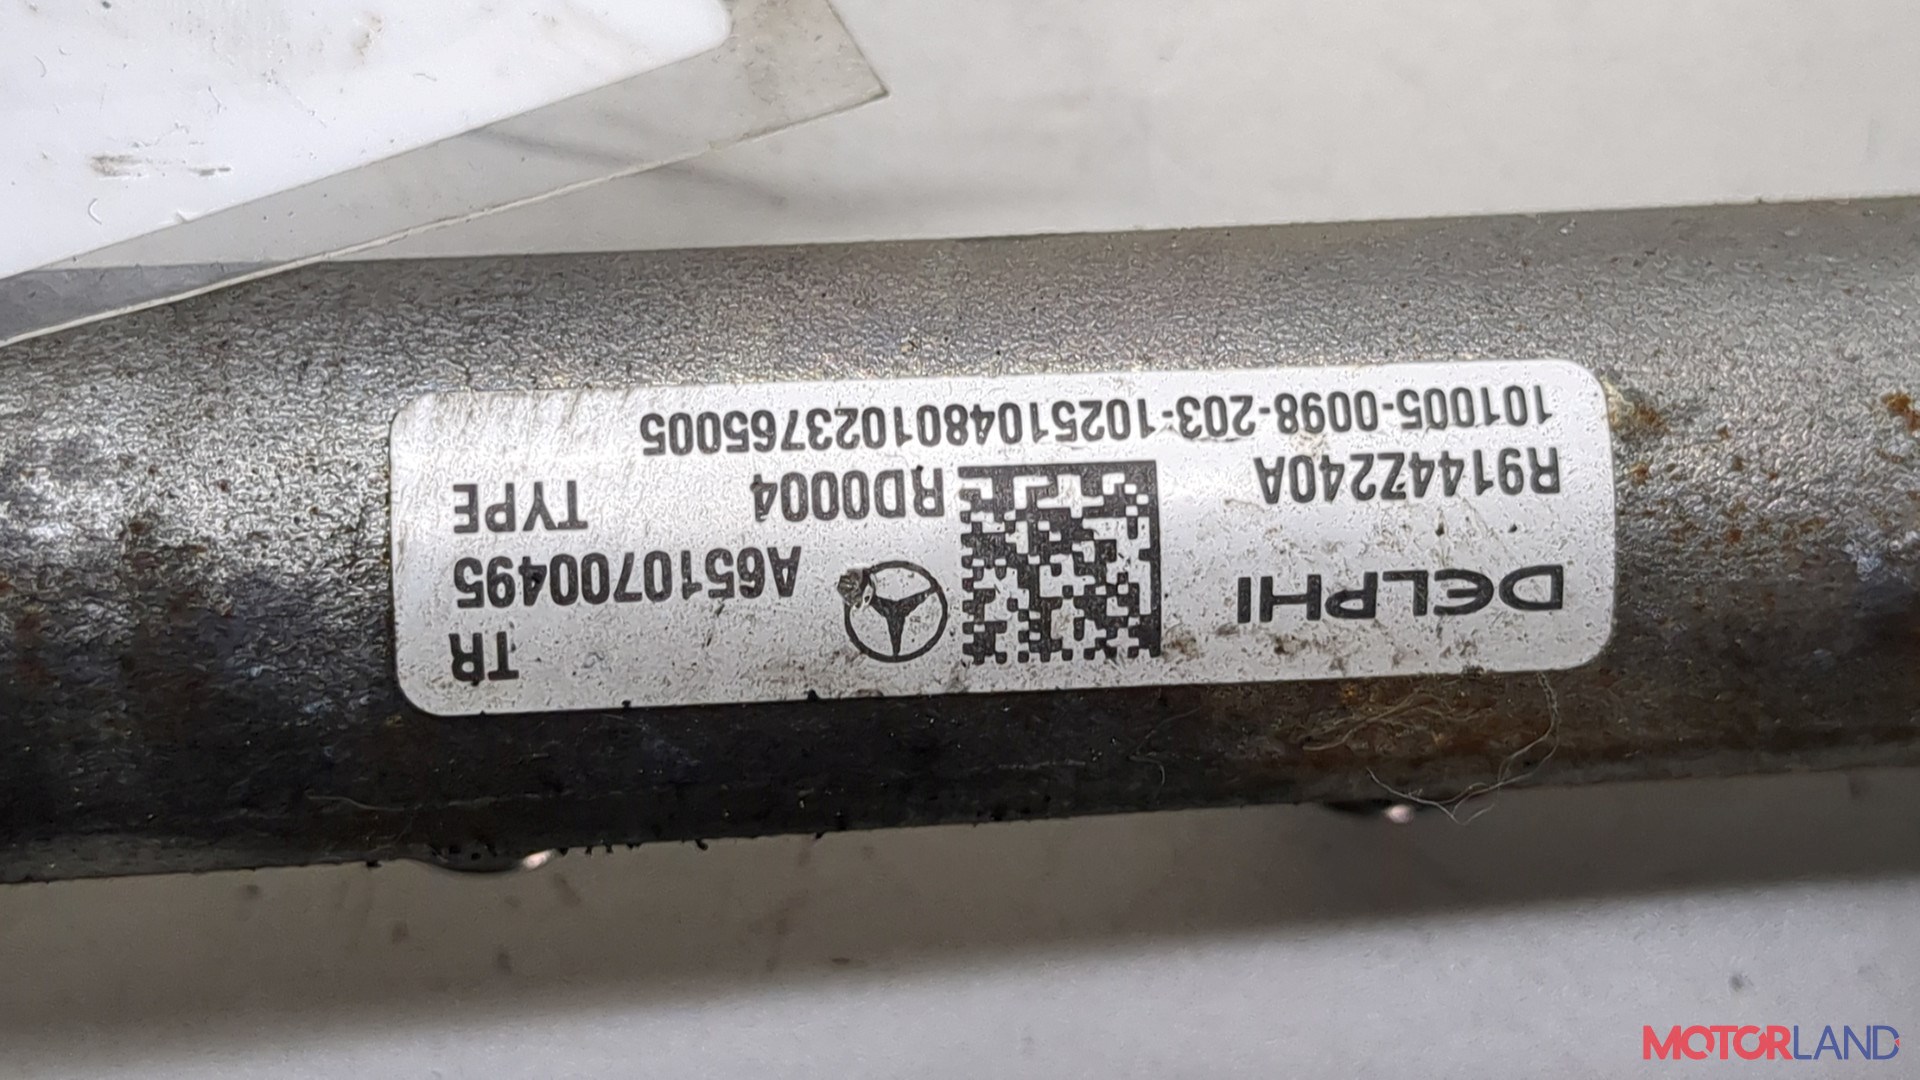 TR
DELPHI
A6510700495
R9144Z240A
RD0004
TYPE
101005-0098-203-1025104801023765005
MOTORLAND